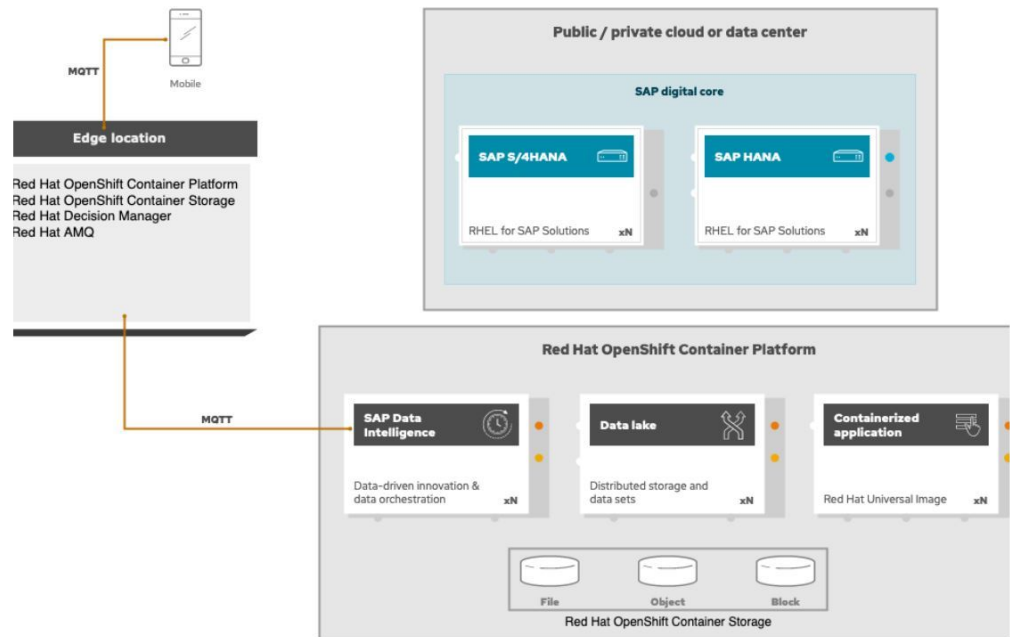 Public / private cloud or data center
MQTT
Mobile
SAP digital core
Edge location
SAP S/4HANA
SAP HANA
Red Hat OpenShift Container Platform
Red Hat OpenShift Container Storage
Red Hat Decision Manager
Red Hat AMQ
RHEL for SAP Solutions
xN
RHEL for SAP Solutions
xN
Red Hat OpenShift Container Platform
MQTT
SAP Data
Intelligence
Data lake
Containerized
application
Data-driven innovation &
data orchestration
xN
Distributed storage and
data sets
xN
Red Hat Universal Image
xN
File
Object
Block
Red Hat OpenShift Container Storage